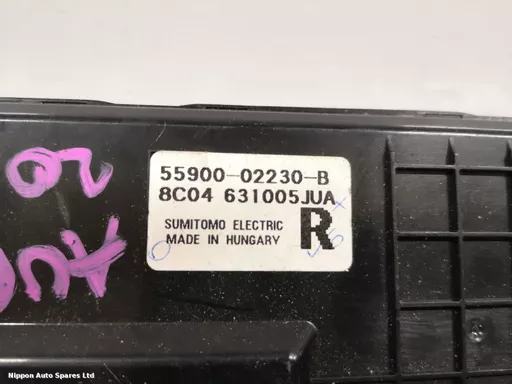 55900-02230-B
8C04 631005JUA
SUMITOMO ELECTRIC
MADE IN HUNGARY
R
Nippon Auto Spares Ltd